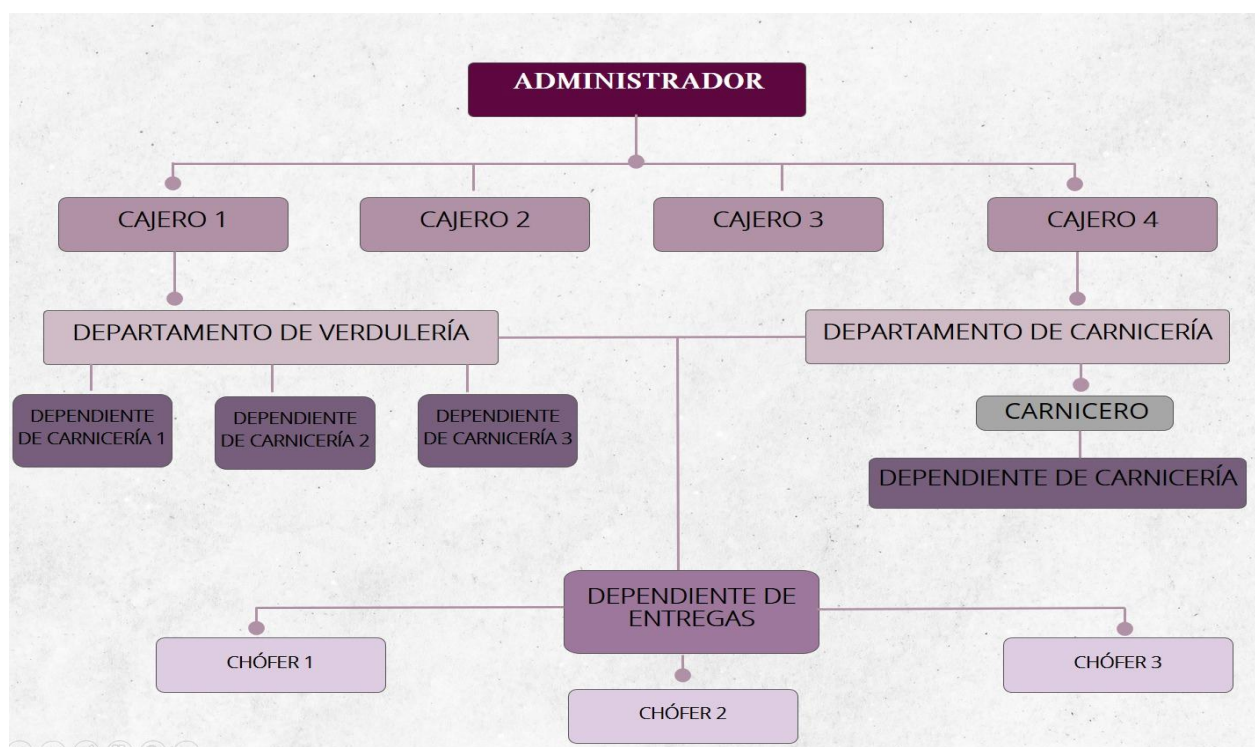 ADMINISTRADOR
CAJERO 1
CAJERO 2
CAJERO 3
CAJERO 4
DEPARTAMENTO DE VERDULERÍA
DEPARTAMENTO DE CARNICERÍA
DEPENDIENTE
DE CARNICERÍA 1
DEPENDIENTE
DE CARNICERÍA 2
DEPENDIENTE
DE CARNICERÍA 3
CARNICERO
DEPENDIENTE DE CARNICERÍA
DEPENDIENTE DE
ENTREGAS
CHÓFER 1
CHÓFER 2
CHÓFER 3